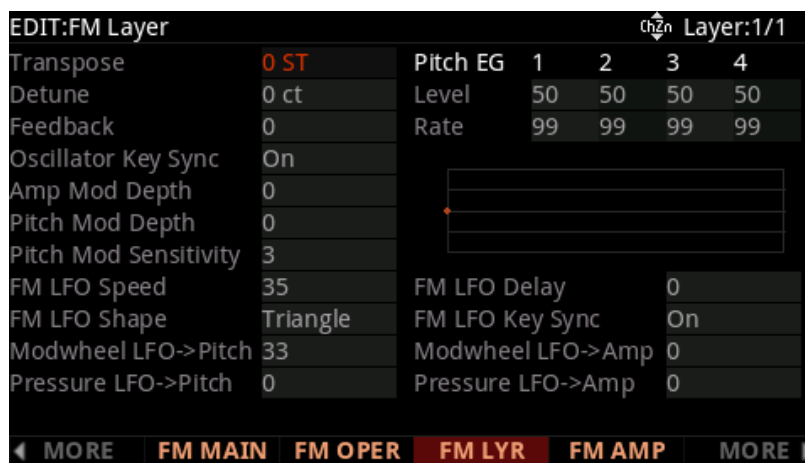 EDIT:FM Layer ChZn Layer:1/1
Transpose 0 ST Pitch EG 1 2 3 4
Detune 0 ct Level 50 50 50 50
Feedback 0 Rate 99 99 99 99
Oscillator Key Sync On
Amp Mod Depth 0
Pitch Mod Depth 0
Pitch Mod Sensitivity 3
FM LFO Speed 35 FM LFO Delay 0
FM LFO Shape Triangle FM LFO Key Sync On
Modwheel LFO->Pitch 33 Modwheel LFO->Amp 0
Pressure LFO->Pitch 0 Pressure LFO->Amp 0
MORE FM MAIN FM OPER FM LYR FM AMP MORE